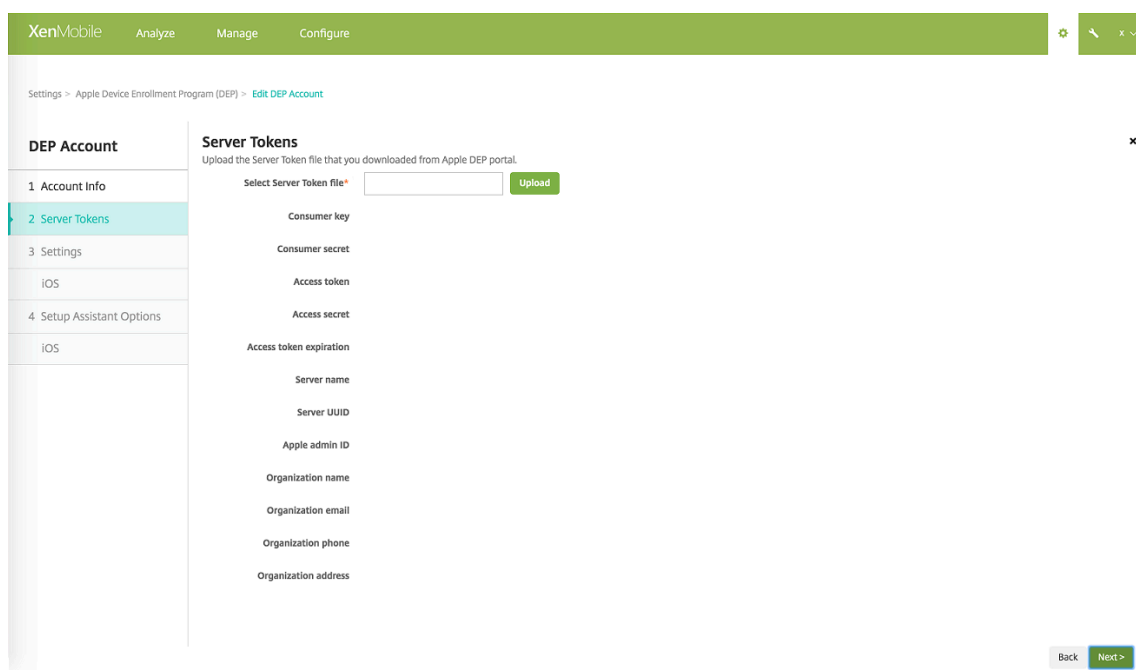 XenMobile Analyze Manage Configure x
Settings > Apple Device Enrollment Program (DEP) > Edit DEP Account
DEP Account
1 Account Info
2 Server Tokens
3 Settings
iOS
4 Setup Assistant Options
iOS
Server Tokens
Upload the Server Token file that you downloaded from Apple DEP portal.
Select Server Token file* Upload
Consumer key
Consumer secret
Access token
Access secret
Access token expiration
Server name
Server UUID
Apple admin ID
Organization name
Organization email
Organization phone
Organization address
Back Next >